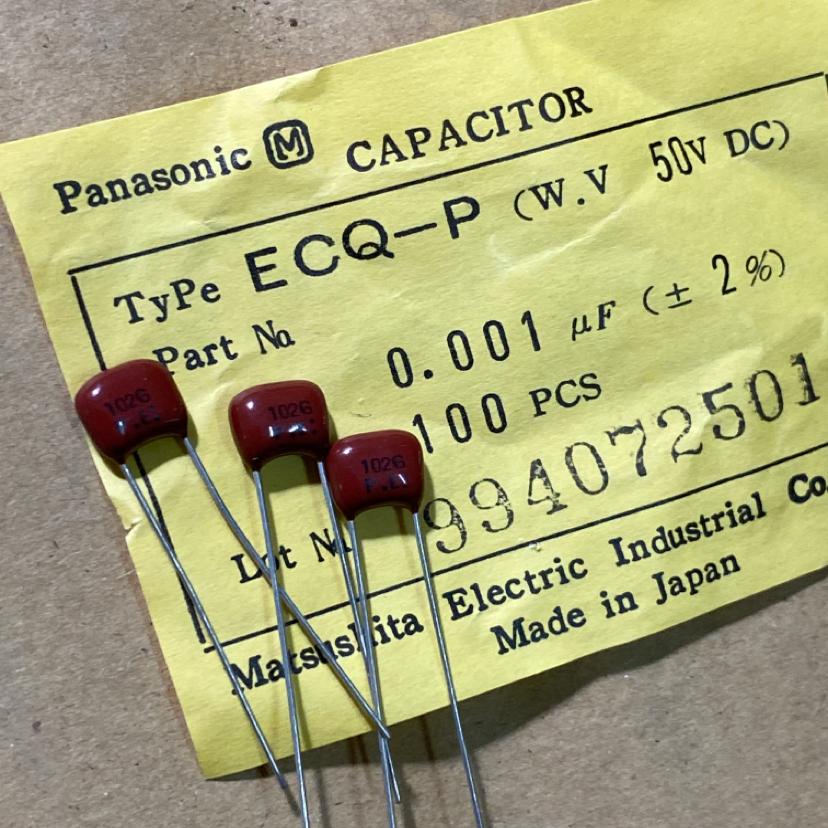 Panasonic M CAPACITOR
TyPe ECQ-P (W.V 50V DC)
Part No
0.001 μF (± 2%)
100 PCS
Lot No 994072501
Matsushita Electric Industrial Co.
Made in Japan
102G
102G
102G